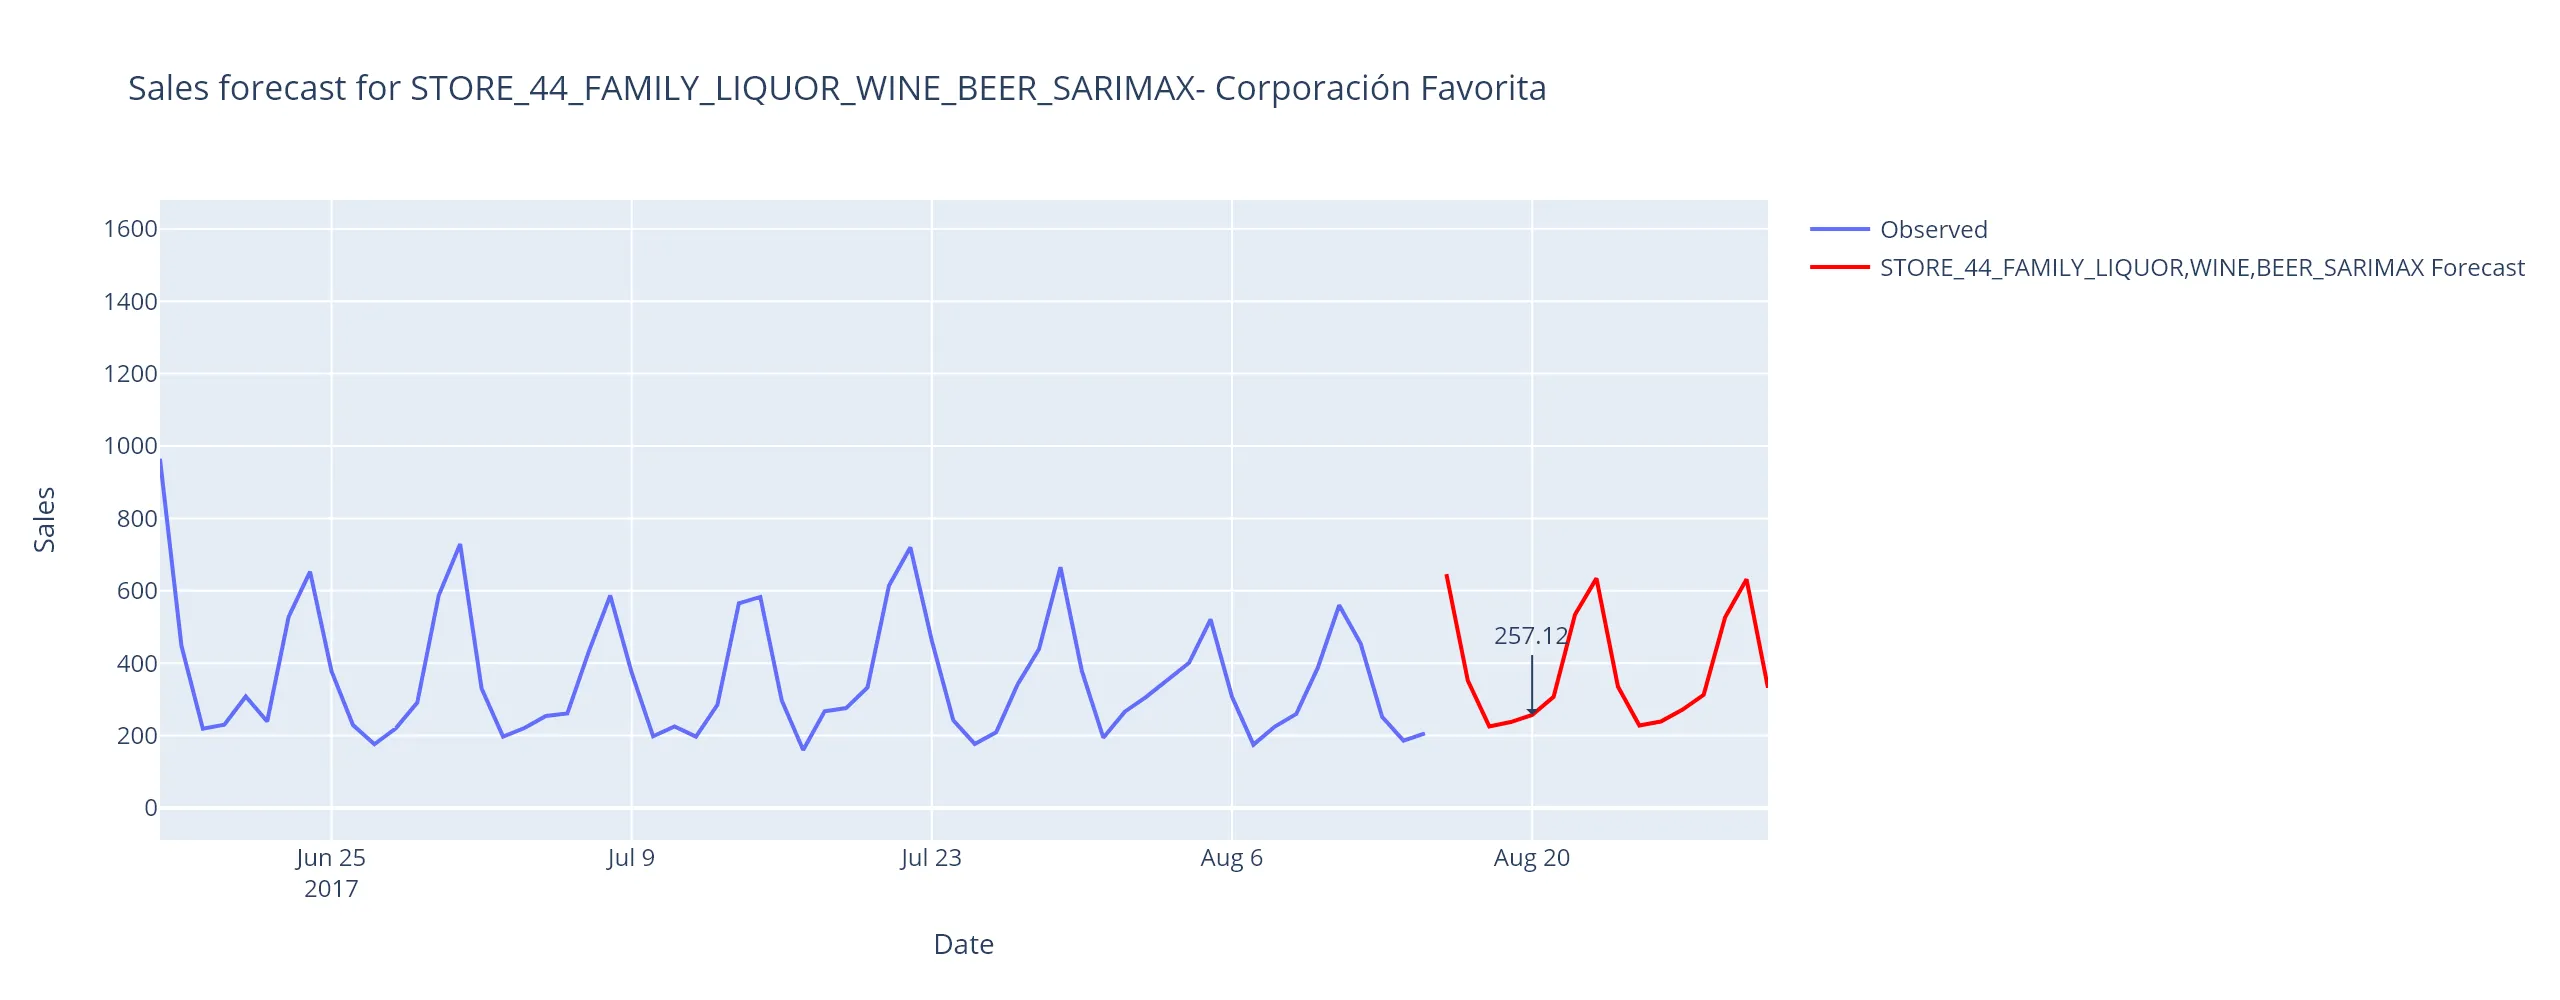 Sales forecast for STORE_44_FAMILY_LIQUOR_WINE_BEER_SARIMAX- Corporación Favorita
1600
1400
1200
1000
800
600
400
200
0
Sales
257.12
Jun 25
2017
Jul 9
Jul 23
Aug 6
Aug 20
Date
Observed
STORE_44_FAMILY_LIQUOR,WINE,BEER_SARIMAX Forecast